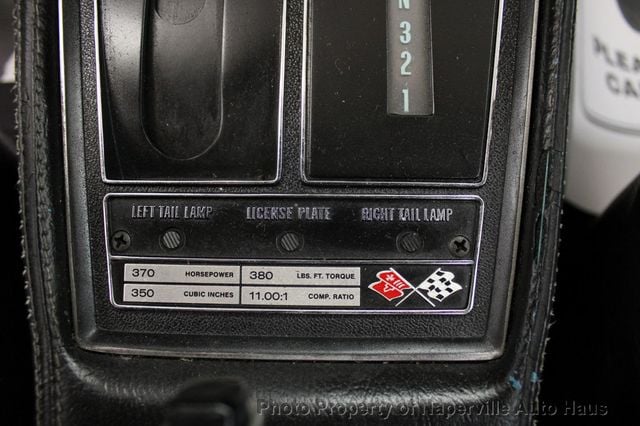 N
3
2
1
PLEA
CA
LEFT TAIL LAMP LICENSE PLATE RIGHT TAIL LAMP
370 HORSEPOWER 380 LBS. FT. TORQUE
350 CUBIC INCHES 11.00:1 COMP. RATIO
Photo Property of Naperville Auto Haus